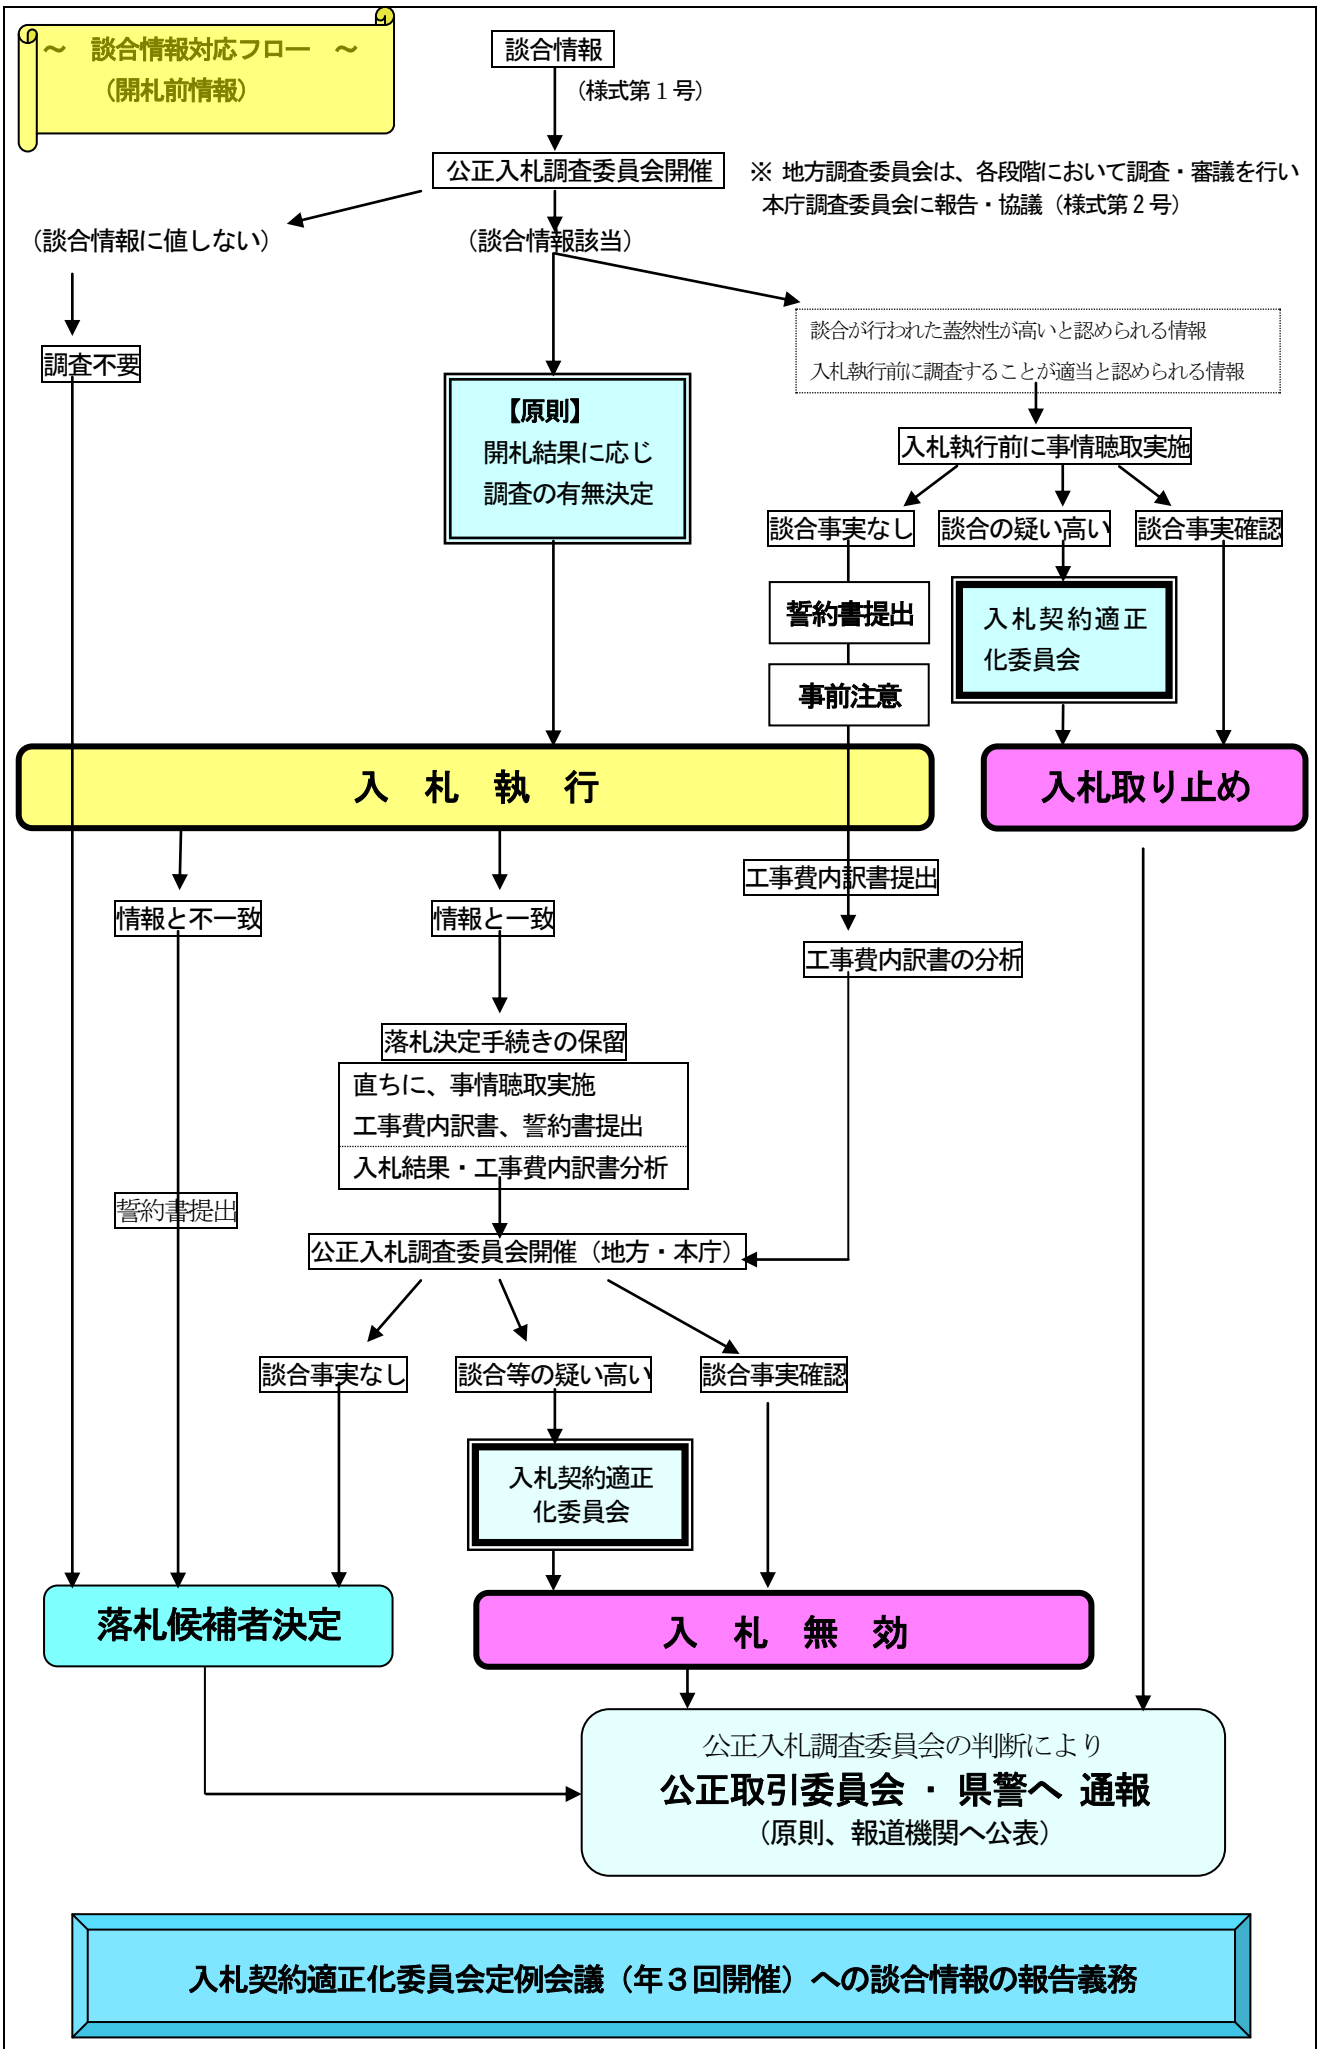 ～　談合情報対応フロー　～
（開札前情報）
談合情報
（様式第１号）
公正入札調査委員会開催
※ 地方調査委員会は、各段階において調査・審議を行い
本庁調査委員会に報告・協議（様式第２号）
（談合情報に値しない）
（談合情報該当）
談合が行われた蓋然性が高いと認められる情報
入札執行前に調査することが適当と認められる情報
調査不要
【原則】
開札結果に応じ
調査の有無決定
入札執行前に事情聴取実施
談合事実なし
談合の疑い高い
談合事実確認
誓約書提出
入札契約適正
化委員会
事前注意
入　札　執　行
入札取り止め
工事費内訳書提出
情報と不一致
情報と一致
工事費内訳書の分析
落札決定手続きの保留
直ちに、事情聴取実施
工事費内訳書、誓約書提出
入札結果・工事費内訳書分析
誓約書提出
公正入札調査委員会開催（地方・本庁）
談合事実なし
談合等の疑い高い
談合事実確認
入札契約適正
化委員会
落札候補者決定
入　札　無　効
公正入札調査委員会の判断により
公正取引委員会 ・ 県警へ 通報
（原則、報道機関へ公表）
入札契約適正化委員会定例会議（年３回開催）への談合情報の報告義務